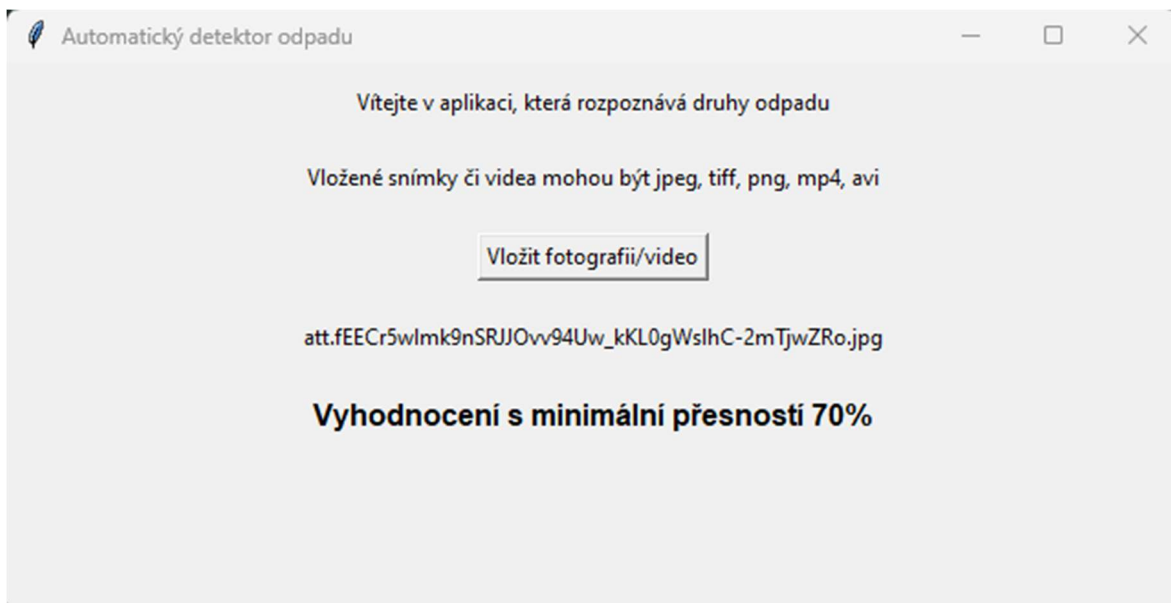 Automatický detektor odpadu
Vítejte v aplikaci, která rozpoznává druhy odpadu
Vložené snímky či videa mohou být jpeg, tiff, png, mp4, avi
Vložit fotografii/video
att.fEECr5wlmk9nSRJJOvv94Uw_kKL0gWslhC-2mTjwZRo.jpg
Vyhodnocení s minimální přesností 70%